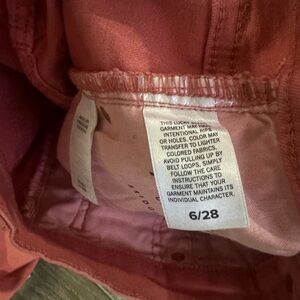 THIS LUCKY
GARMENT MAY HAVE
INTENTIONAL RIPS
OR HOLES. COLOR MAY
TRANSFER TO LIGHTER
COLORED FABRICS.
AVOID PULLING UP BY
BELT LOOPS, SIMPLY
FOLLOW THE CARE
INSTRUCTIONS TO
ENSURE THAT YOUR
GARMENT MAINTAINS ITS
INDIVIDUAL CHARACTER.
6/28